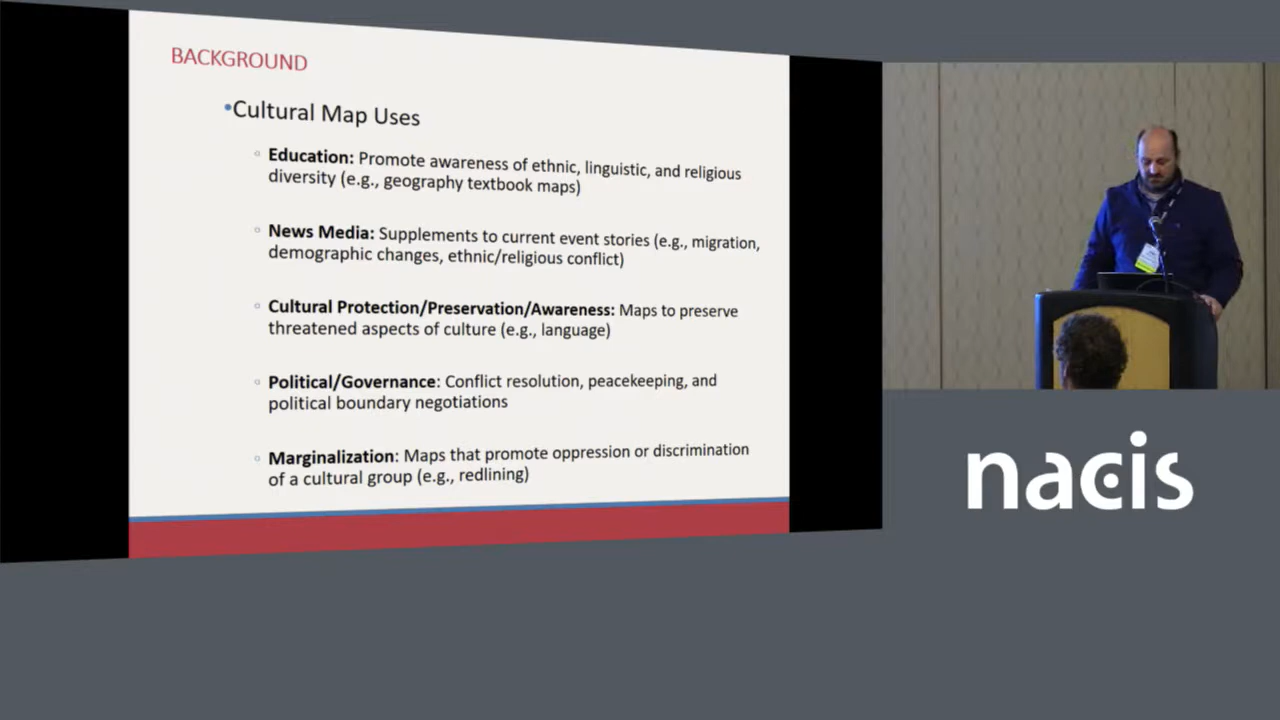 BACKGROUND
•Cultural Map Uses
◦ Education: Promote awareness of ethnic, linguistic, and religious
diversity (e.g., geography textbook maps)
◦ News Media: Supplements to current event stories (e.g., migration,
demographic changes, ethnic/religious conflict)
◦ Cultural Protection/Preservation/Awareness: Maps to preserve
threatened aspects of culture (e.g., language)
◦ Political/Governance: Conflict resolution, peacekeeping, and
political boundary negotiations
◦ Marginalization: Maps that promote oppression or discrimination
of a cultural group (e.g., redlining)
nacis